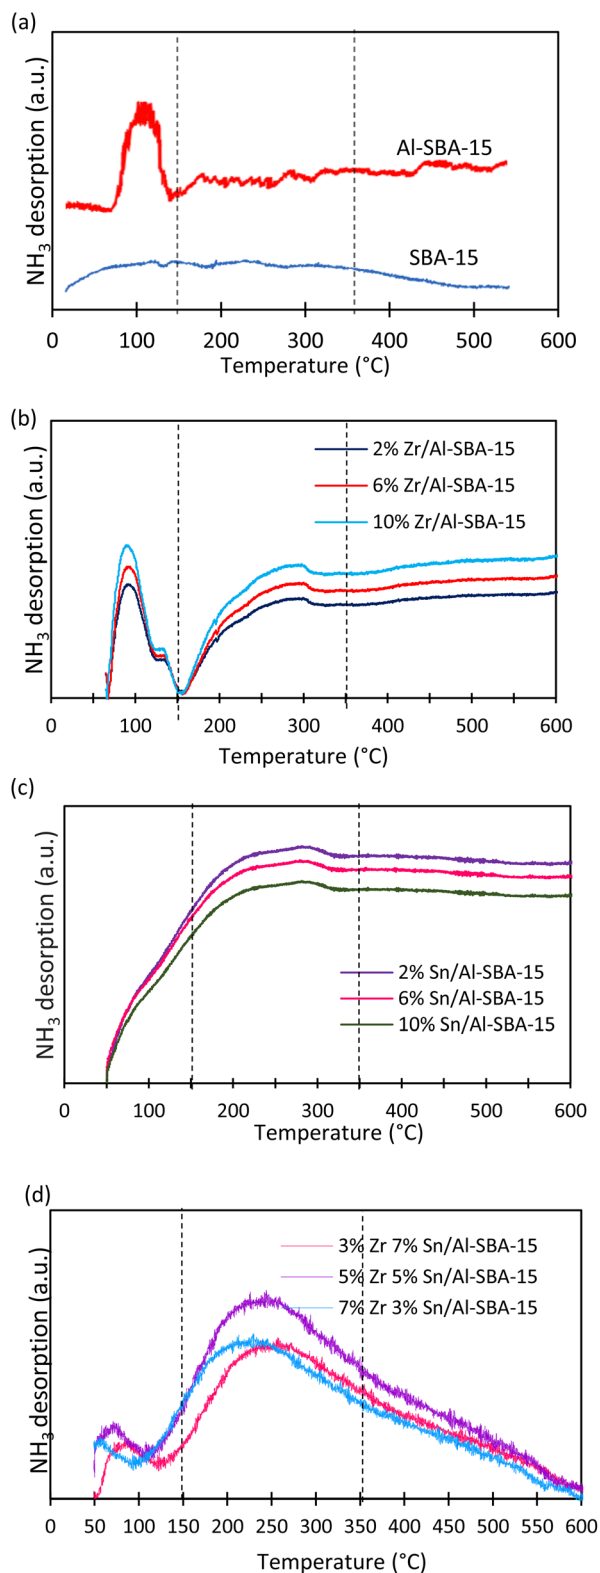 (a)
NH3 desorption (a.u.)
Al-SBA-15
SBA-15
0 100 200 300 400 500 600
Temperature (°C)
(b)
NH3 desorption (a.u.)
2% Zr/Al-SBA-15
6% Zr/Al-SBA-15
10% Zr/Al-SBA-15
0 100 200 300 400 500 600
Temperature (°C)
(c)
NH3 desorption (a.u.)
2% Sn/Al-SBA-15
6% Sn/Al-SBA-15
10% Sn/Al-SBA-15
0 100 200 300 400 500 600
Temperature (°C)
(d)
NH3 desorption (a.u.)
3% Zr 7% Sn/Al-SBA-15
5% Zr 5% Sn/Al-SBA-15
7% Zr 3% Sn/Al-SBA-15
0 50 100 150 200 250 300 350 400 450 500 550 600
Temperature (°C)